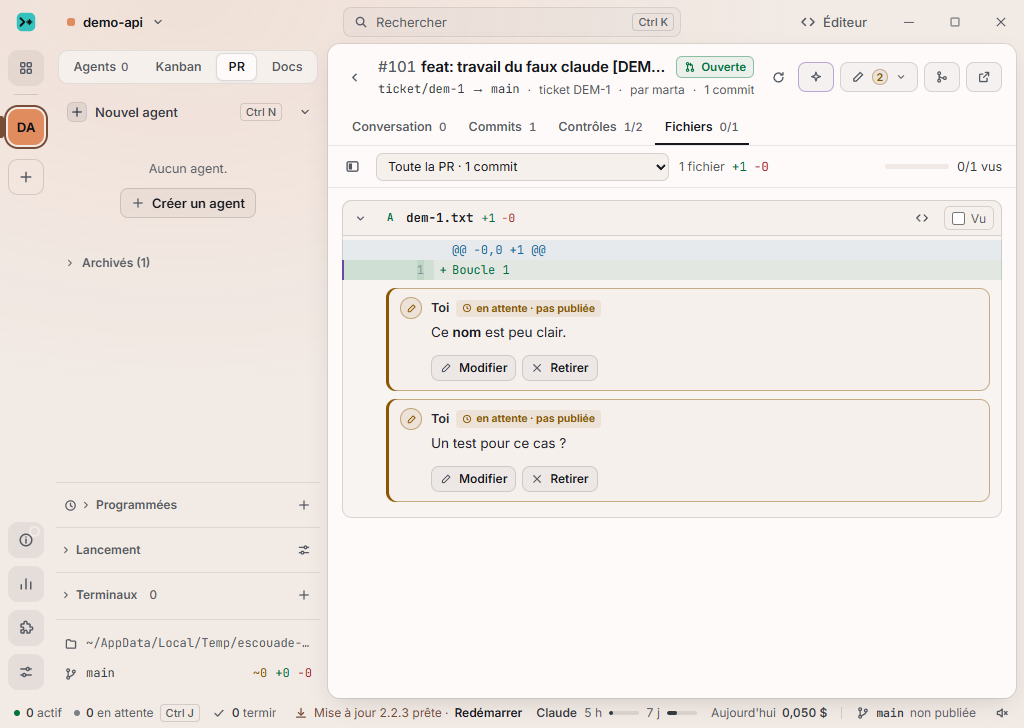 demo-api
Rechercher
Ctrl K
Éditeur
Agents 0
Kanban
PR
Docs
DA
Nouvel agent
Ctrl N
Aucun agent.
Créer un agent
Archivés (1)
Programmées
Lancement
Terminaux 0
~/AppData/Local/Temp/escouade-…
main ~0 +0 -0
#101 feat: travail du faux claude [DEM…
Ouverte
ticket/dem-1 → main · ticket DEM-1 · par marta · 1 commit
2
Conversation 0
Commits 1
Contrôles 1/2
Fichiers 0/1
Toute la PR · 1 commit
1 fichier +1 -0
0/1 vus
A dem-1.txt +1 -0
Vu
@@ -0,0 +1 @@
1 + Boucle 1
Toi
en attente · pas publiée
Ce nom est peu clair.
Modifier
Retirer
Toi
en attente · pas publiée
Un test pour ce cas ?
Modifier
Retirer
0 actif
0 en attente
Ctrl J
0 termir
Mise à jour 2.2.3 prête · Redémarrer
Claude 5 h
7 j
Aujourd'hui 0,050 $
main non publiée